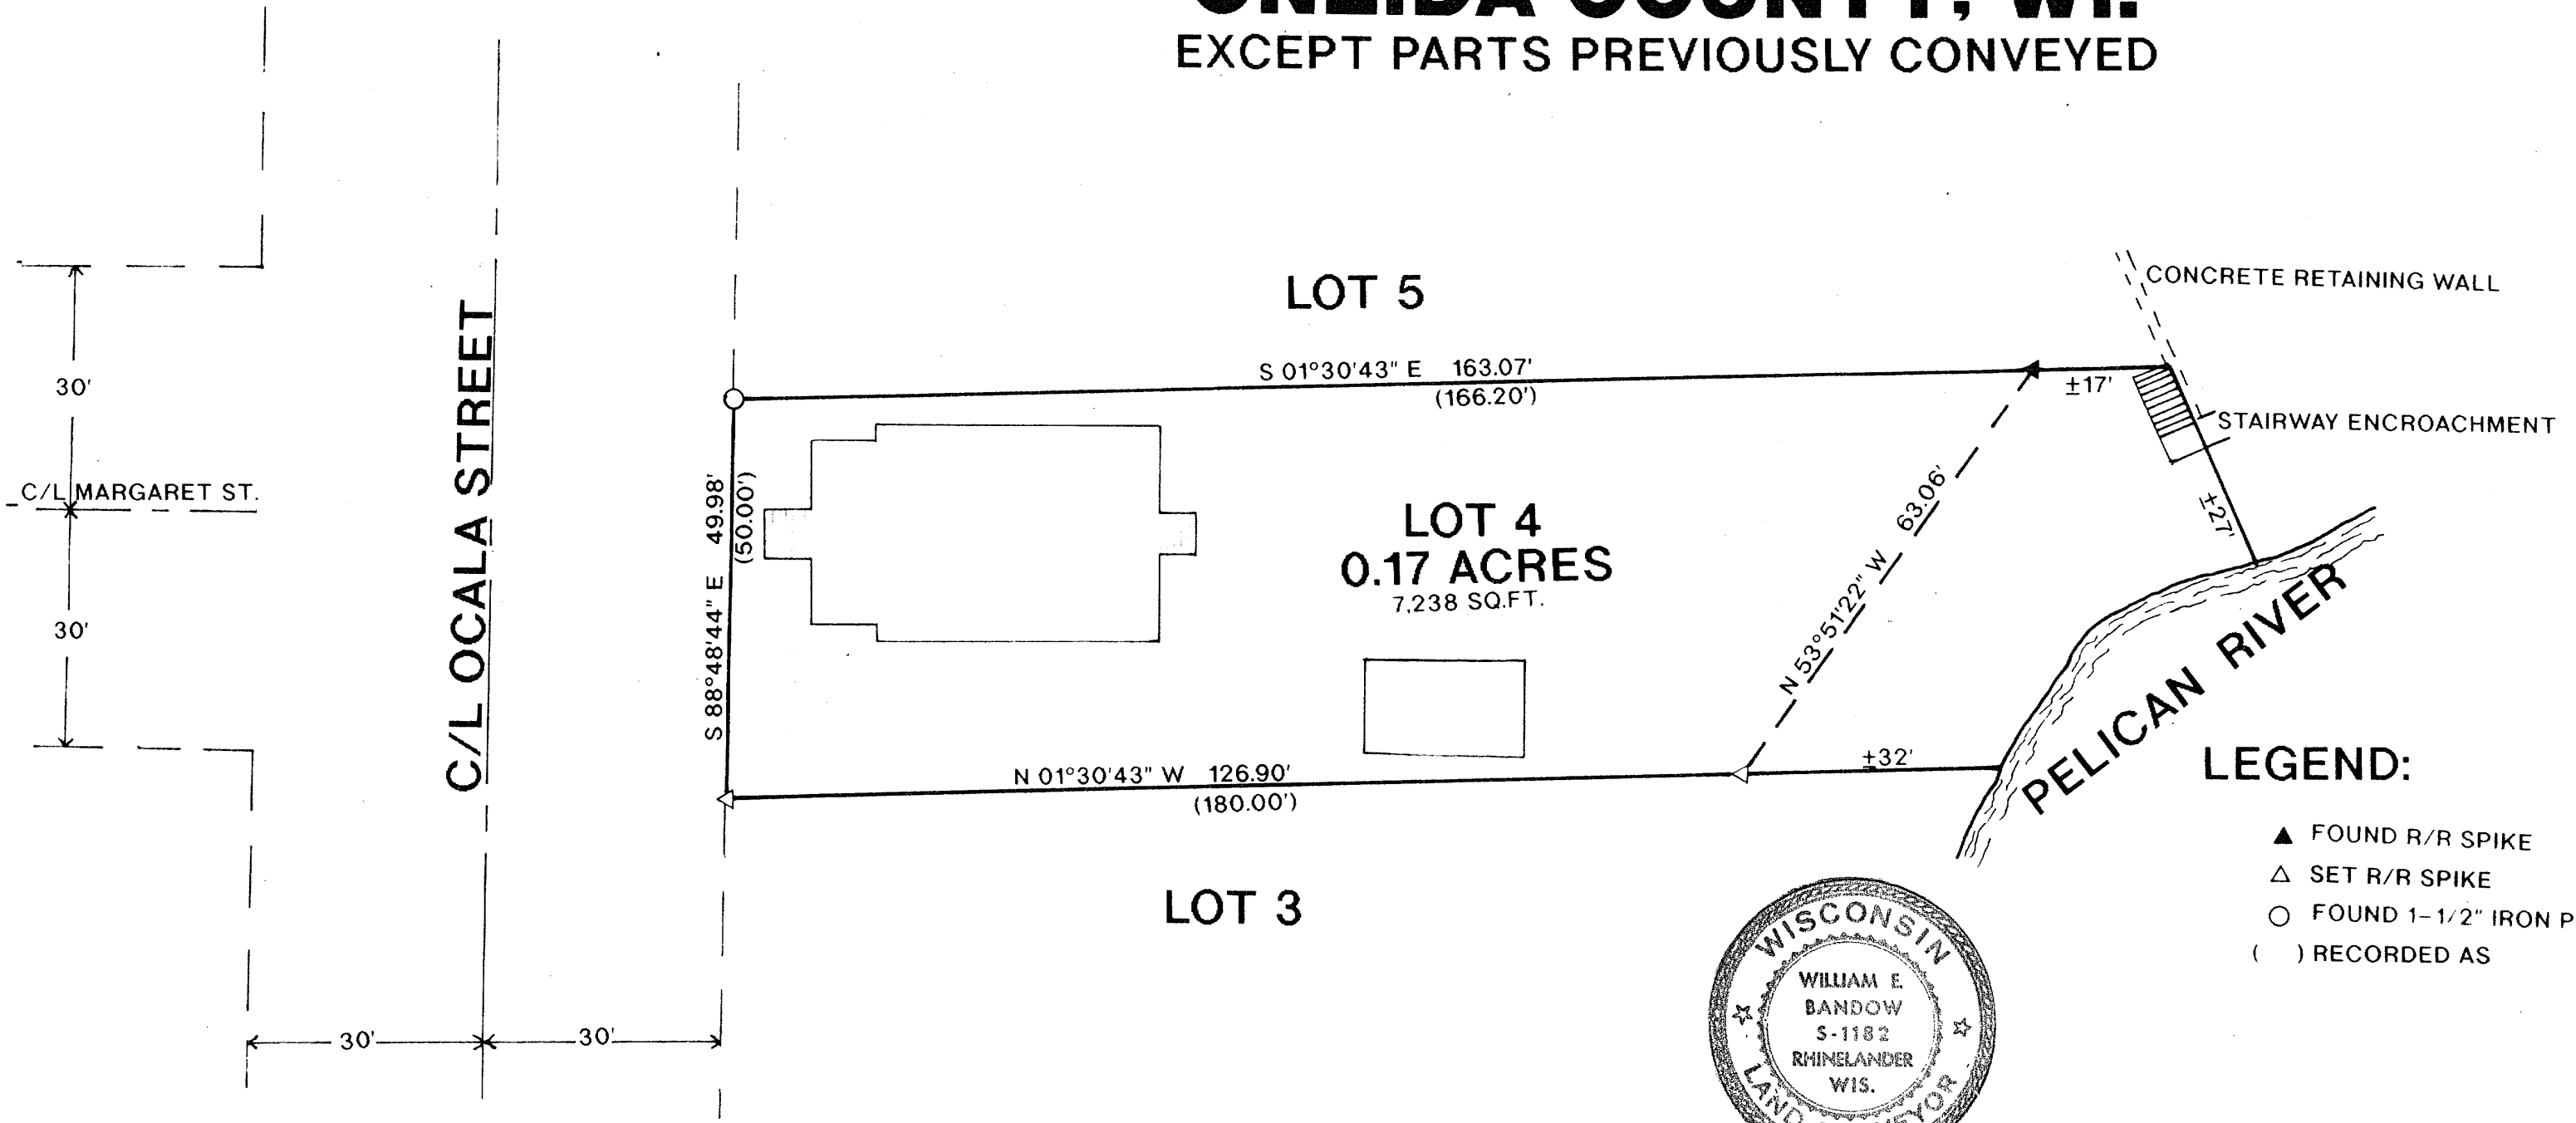 ONEIDA COUNTY, WI.
EXCEPT PARTS PREVIOUSLY CONVEYED
LOT 5
CONCRETE RETAINING WALL
S 01°30'43" E 163.07'
(166.20')
±17'
STAIRWAY ENCROACHMENT
30'
C/L MARGARET ST.
30'
C/L OCALA STREET
S 88°48'44" E 49.98'
(50.00')
LOT 4
0.17 ACRES
7,238 SQ.FT.
N 53°51'22" W 63.06'
±27'
PELICAN RIVER
N 01°30'43" W 126.90'
(180.00')
±32'
LOT 3
30'
30'
LEGEND:
▲ FOUND R/R SPIKE
△ SET R/R SPIKE
○ FOUND 1-1/2" IRON P
( ) RECORDED AS
WISCONSIN
WILLIAM E.
BANDOW
S-1182
RHINELANDER
WIS.
LAND